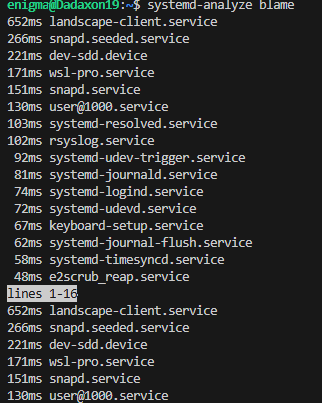 enigma@Dadaxon19:~$ systemd-analyze blame
652ms landscape-client.service
266ms snapd.seeded.service
221ms dev-sdd.device
171ms wsl-pro.service
151ms snapd.service
130ms user@1000.service
103ms systemd-resolved.service
102ms rsyslog.service
 92ms systemd-udev-trigger.service
 81ms systemd-journald.service
 74ms systemd-logind.service
 72ms systemd-udevd.service
 67ms keyboard-setup.service
 62ms systemd-journal-flush.service
 58ms systemd-timesyncd.service
 48ms e2scrub_reap.service
lines 1-16
652ms landscape-client.service
266ms snapd.seeded.service
221ms dev-sdd.device
171ms wsl-pro.service
151ms snapd.service
130ms user@1000.service